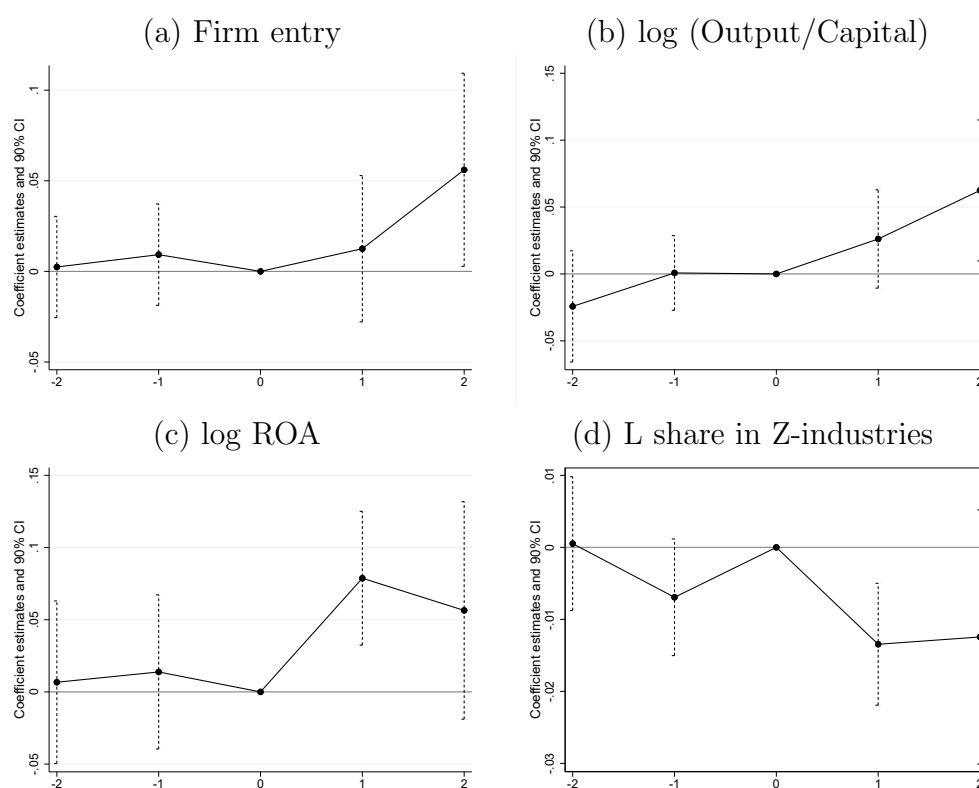 (a) Firm entry
Coefficient estimates and 90% CI
.1
.05
0
-.05
-2 -1 0 1 2
(b) log (Output/Capital)
Coefficient estimates and 90% CI
.15
.1
.05
0
-.05
-2 -1 0 1 2
(c) log ROA
Coefficient estimates and 90% CI
.15
.1
.05
0
-.05
-2 -1 0 1 2
(d) L share in Z-industries
Coefficient estimates and 90% CI
.01
0
-.01
-.02
-.03
-2 -1 0 1 2